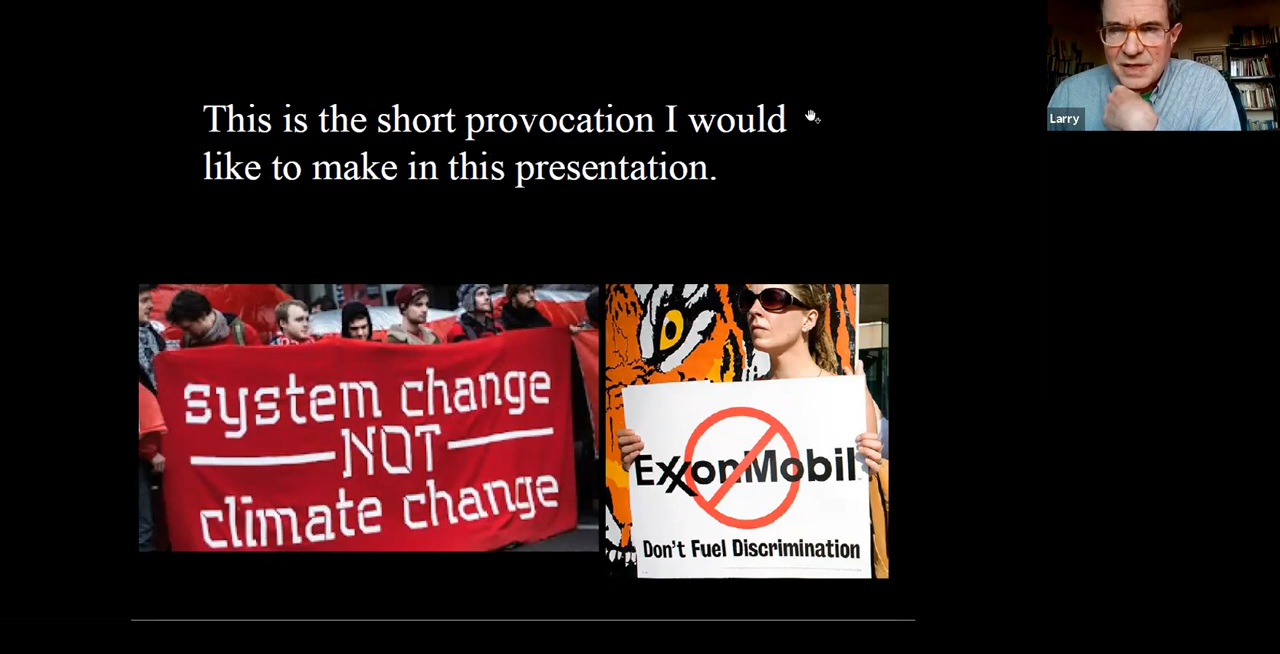 This is the short provocation I would
like to make in this presentation.
Larry
system change
NOT
climate change
ExxonMobil
Don't Fuel Discrimination